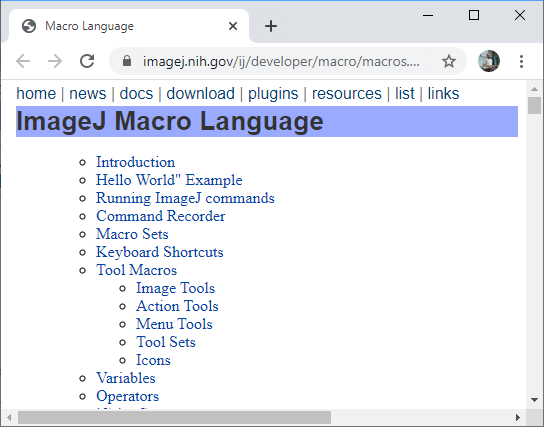 Macro Language
imagej.nih.gov/ij/developer/macro/macros....
home | news | docs | download | plugins | resources | list | links
ImageJ Macro Language
Introduction
Hello World" Example
Running ImageJ commands
Command Recorder
Macro Sets
Keyboard Shortcuts
Tool Macros
Image Tools
Action Tools
Menu Tools
Tool Sets
Icons
Variables
Operators